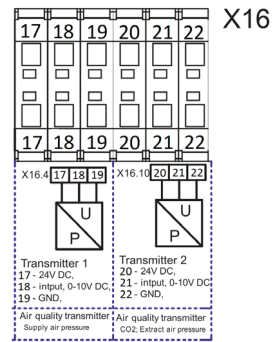 X16
17 18 19 20 21 22
17 18 19 20 21 22
X16.4 17 18 19
X16.10 20 21 22
U
P
U
P
Transmitter 1
17 - 24V DC,
18 - intput, 0-10V DC,
19 - GND,
Transmitter 2
20 - 24V DC,
21 - intput, 0-10V DC
22 - GND,
Air quality transmitter
Supply air pressure
Air quality transmitter
CO2; Extract air pressure